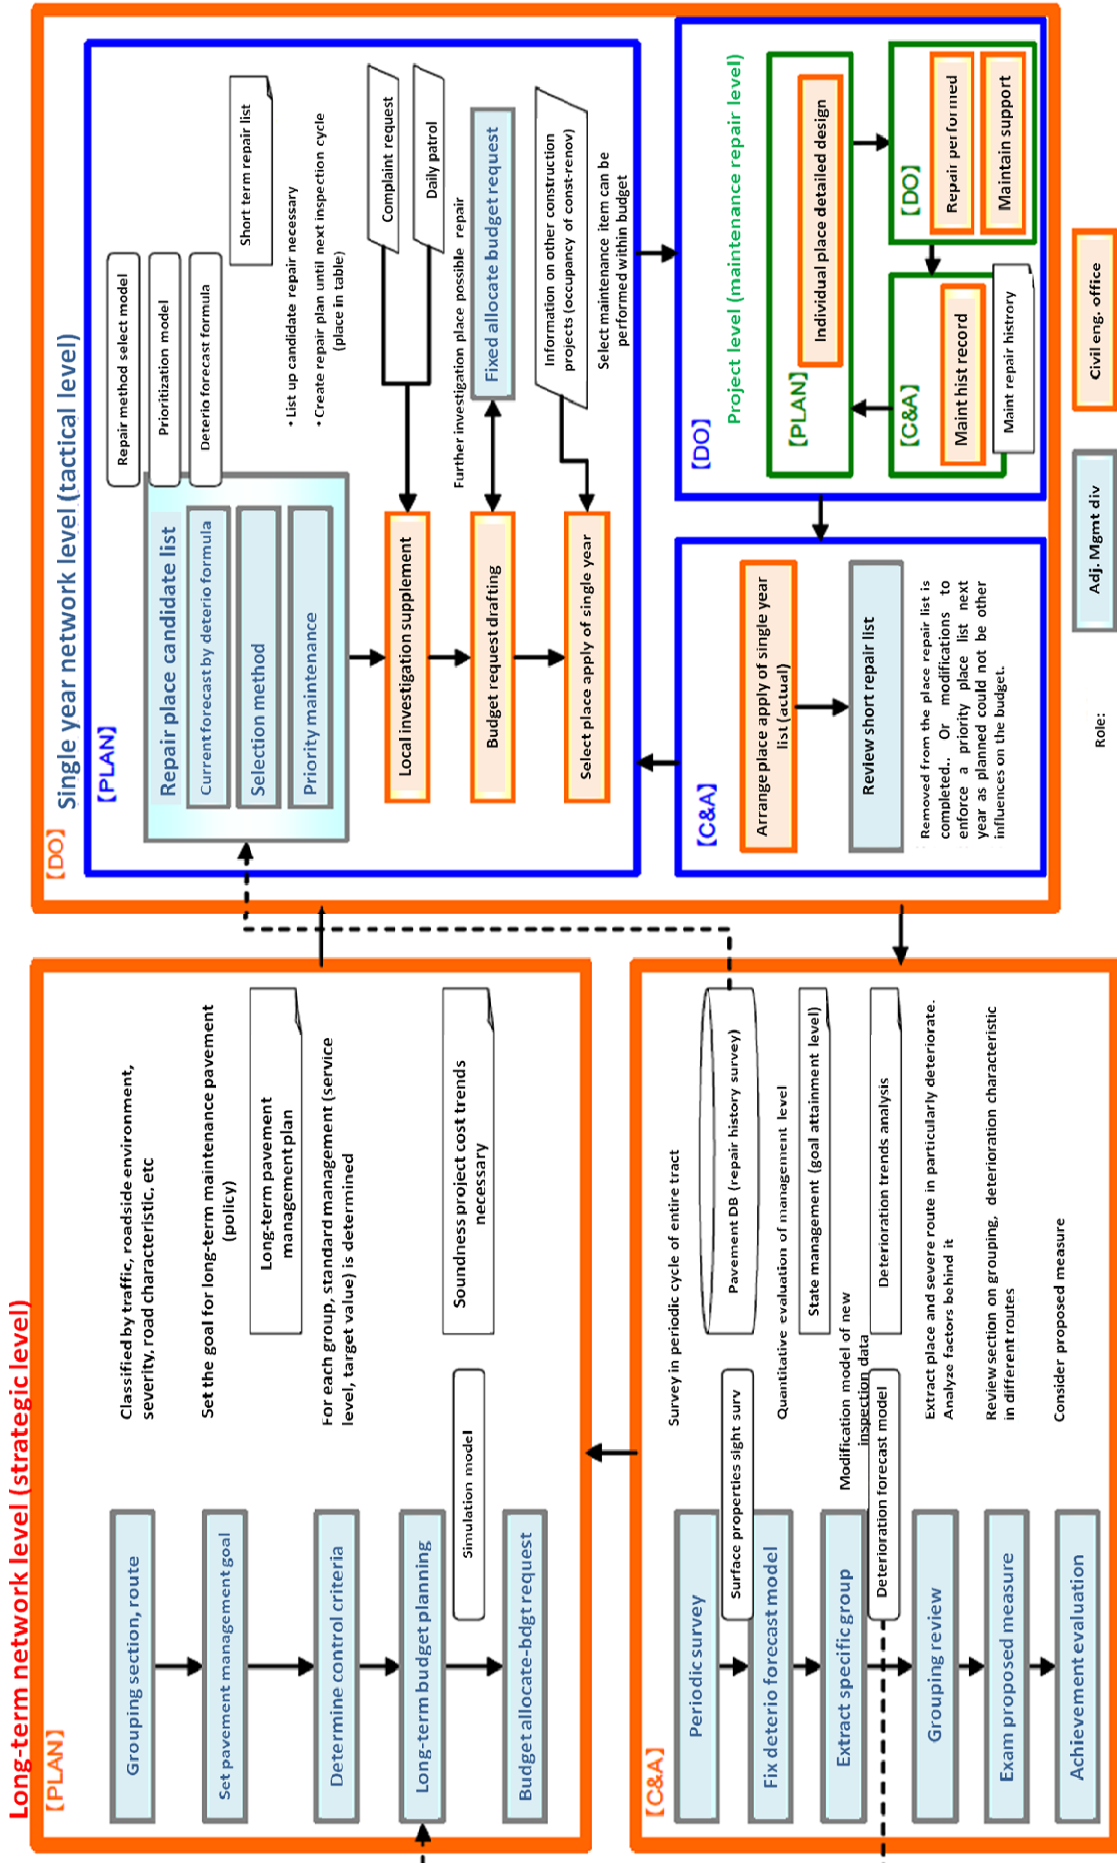 Long-term network level (strategic level)
【PLAN】
Grouping section, route
Set pavement management goal
Determine control criteria
Long-term budget planning
Budget allocate-bdgt request
Classified by traffic, roadside environment,
severity, road characteristic, etc
Set the goal for long-term maintenance pavement
(policy)
Long-term pavement
management plan
For each group, standard management (service
level, target value) is determined
Simulation model
Soundness project cost trends
necessary
【C&A】
Periodic survey
Fix deterio forecast model
Extract specific group
Grouping review
Exam proposed measure
Achievement evaluation
Survey in periodic cycle of entire tract
Surface properties sight surv
Pavement DB (repair history survey)
Quantitative evaluation of management level
State management (goal attainment level)
Modification model of new
inspection data
Deterioration forecast model
Deterioration trends analysis
Extract place and severe route in particularly deteriorate.
Analyze factors behind it
Review section on grouping, deterioration characteristic
in different routes
Consider proposed measure
【DO】
Single year network level (tactical level)
【PLAN】
Repair place candidate list
Current forecast by deterio formula
Selection method
Priority maintenance
Repair method select model
Prioritization model
Deterio forecast formula
Short term repair list
• List up candidate repair necessary
• Create repair plan until next inspection cycle
(place in table)
Local investigation supplement
Complaint request
Daily patrol
Further investigation place possible repair
Budget request drafting
Fixed allocate budget request
Select place apply of single year
Information on other construction
projects (occupancy of const-renov)
Select maintenance item can be
performed within budget
【C&A】
Arrange place apply of single year
list (actual)
Review short repair list
Removed from the place repair list is
completed.. Or modifications to
enforce a priority place list next
year as planned could not be other
influences on the budget.
【DO】
Project level (maintenance repair level)
【PLAN】
Individual place detailed design
【DO】
Repair performed
Maintain support
【C&A】
Maint hist record
Maint repair histrory
Role:
Adj. Mgmt div
Civil eng. office